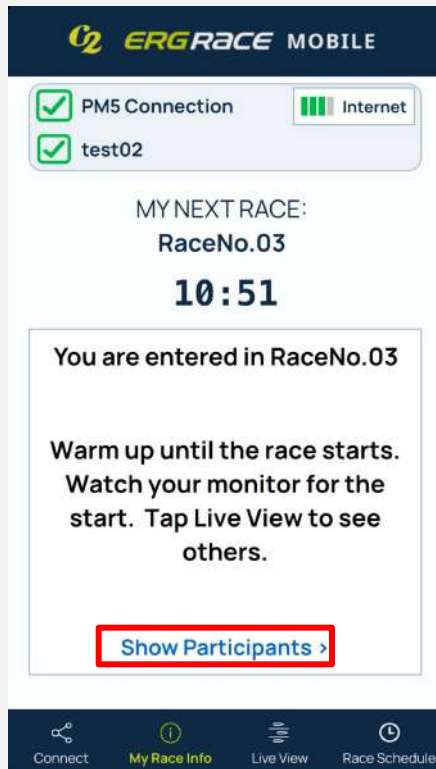 C2 ERGRACE MOBILE
PM5 Connection
Internet
test02
MY NEXT RACE:
RaceNo.03
10:51
You are entered in RaceNo.03
Warm up until the race starts.
Watch your monitor for the
start. Tap Live View to see
others.
Show Participants >
Connect My Race Info Live View Race Schedule